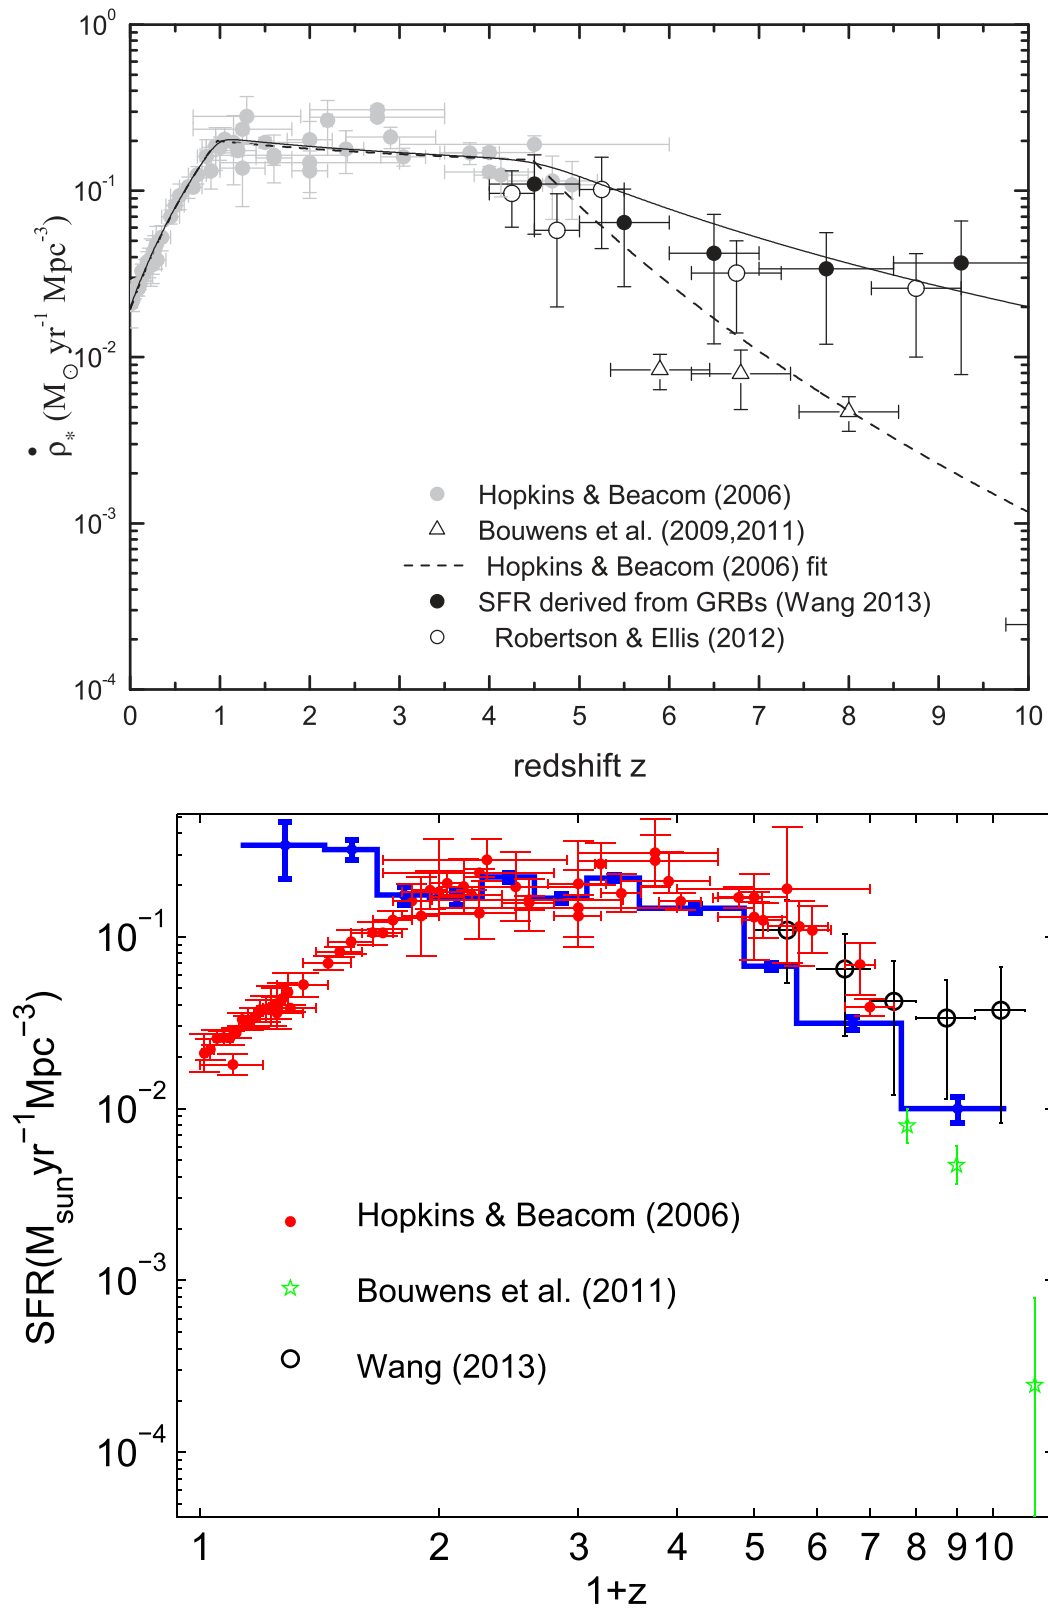 10^0
10^-1
10^-2
10^-3
10^-4
ρ̇* (M☉ yr^-1 Mpc^-3)
Hopkins & Beacom (2006)
Bouwens et al. (2009,2011)
Hopkins & Beacom (2006) fit
SFR derived from GRBs (Wang 2013)
Robertson & Ellis (2012)
0 1 2 3 4 5 6 7 8 9 10
redshift z
10^−1
10^−2
10^−3
10^−4
SFR(M_sun yr^−1 Mpc^−3)
Hopkins & Beacom (2006)
Bouwens et al. (2011)
Wang (2013)
1 2 3 4 5 6 7 8 9 10
1+z